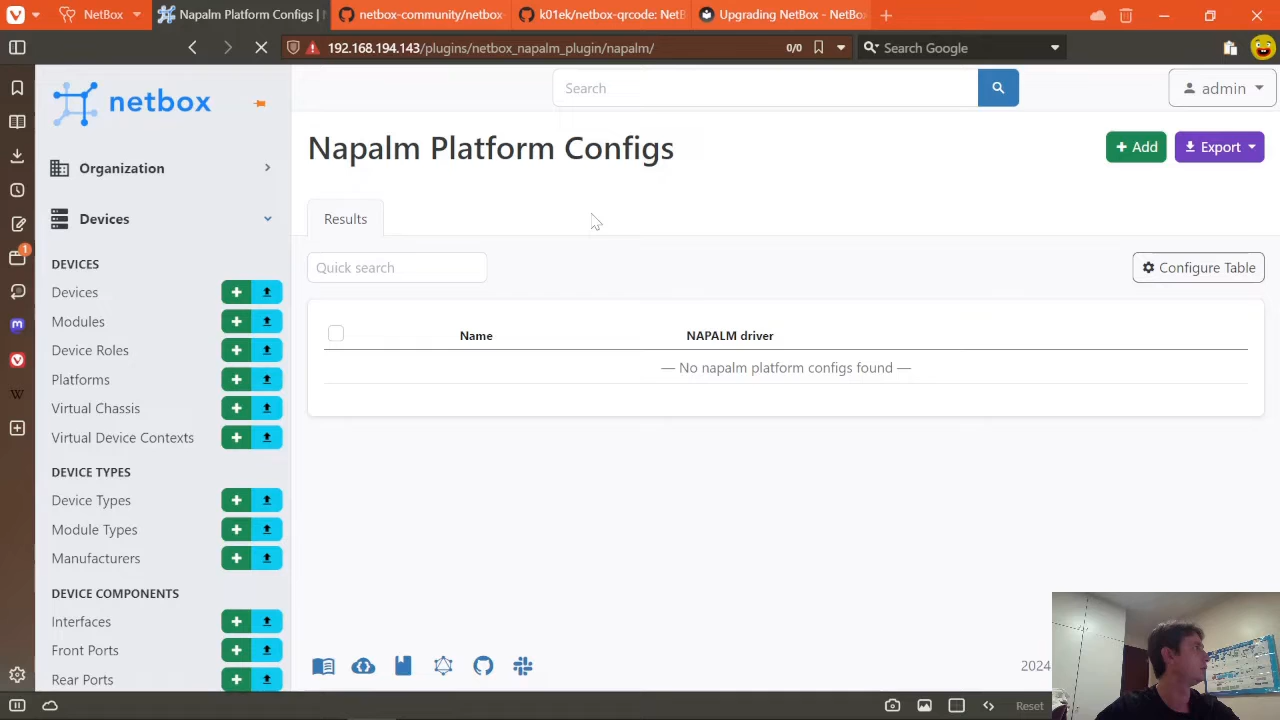 NetBox
Napalm Platform Configs |
netbox-community/netbox-
k01ek/netbox-qrcode: NetB
Upgrading NetBox - NetBo
192.168.194.143/plugins/netbox_napalm_plugin/napalm/
0/0
Search Google
netbox
Search
admin
Organization
Devices
DEVICES
Devices
Modules
Device Roles
Platforms
Virtual Chassis
Virtual Device Contexts
DEVICE TYPES
Device Types
Module Types
Manufacturers
DEVICE COMPONENTS
Interfaces
Front Ports
Rear Ports
Napalm Platform Configs
Add
Export
Results
Quick search
Configure Table
Name
NAPALM driver
— No napalm platform configs found —
2024
1
Reset